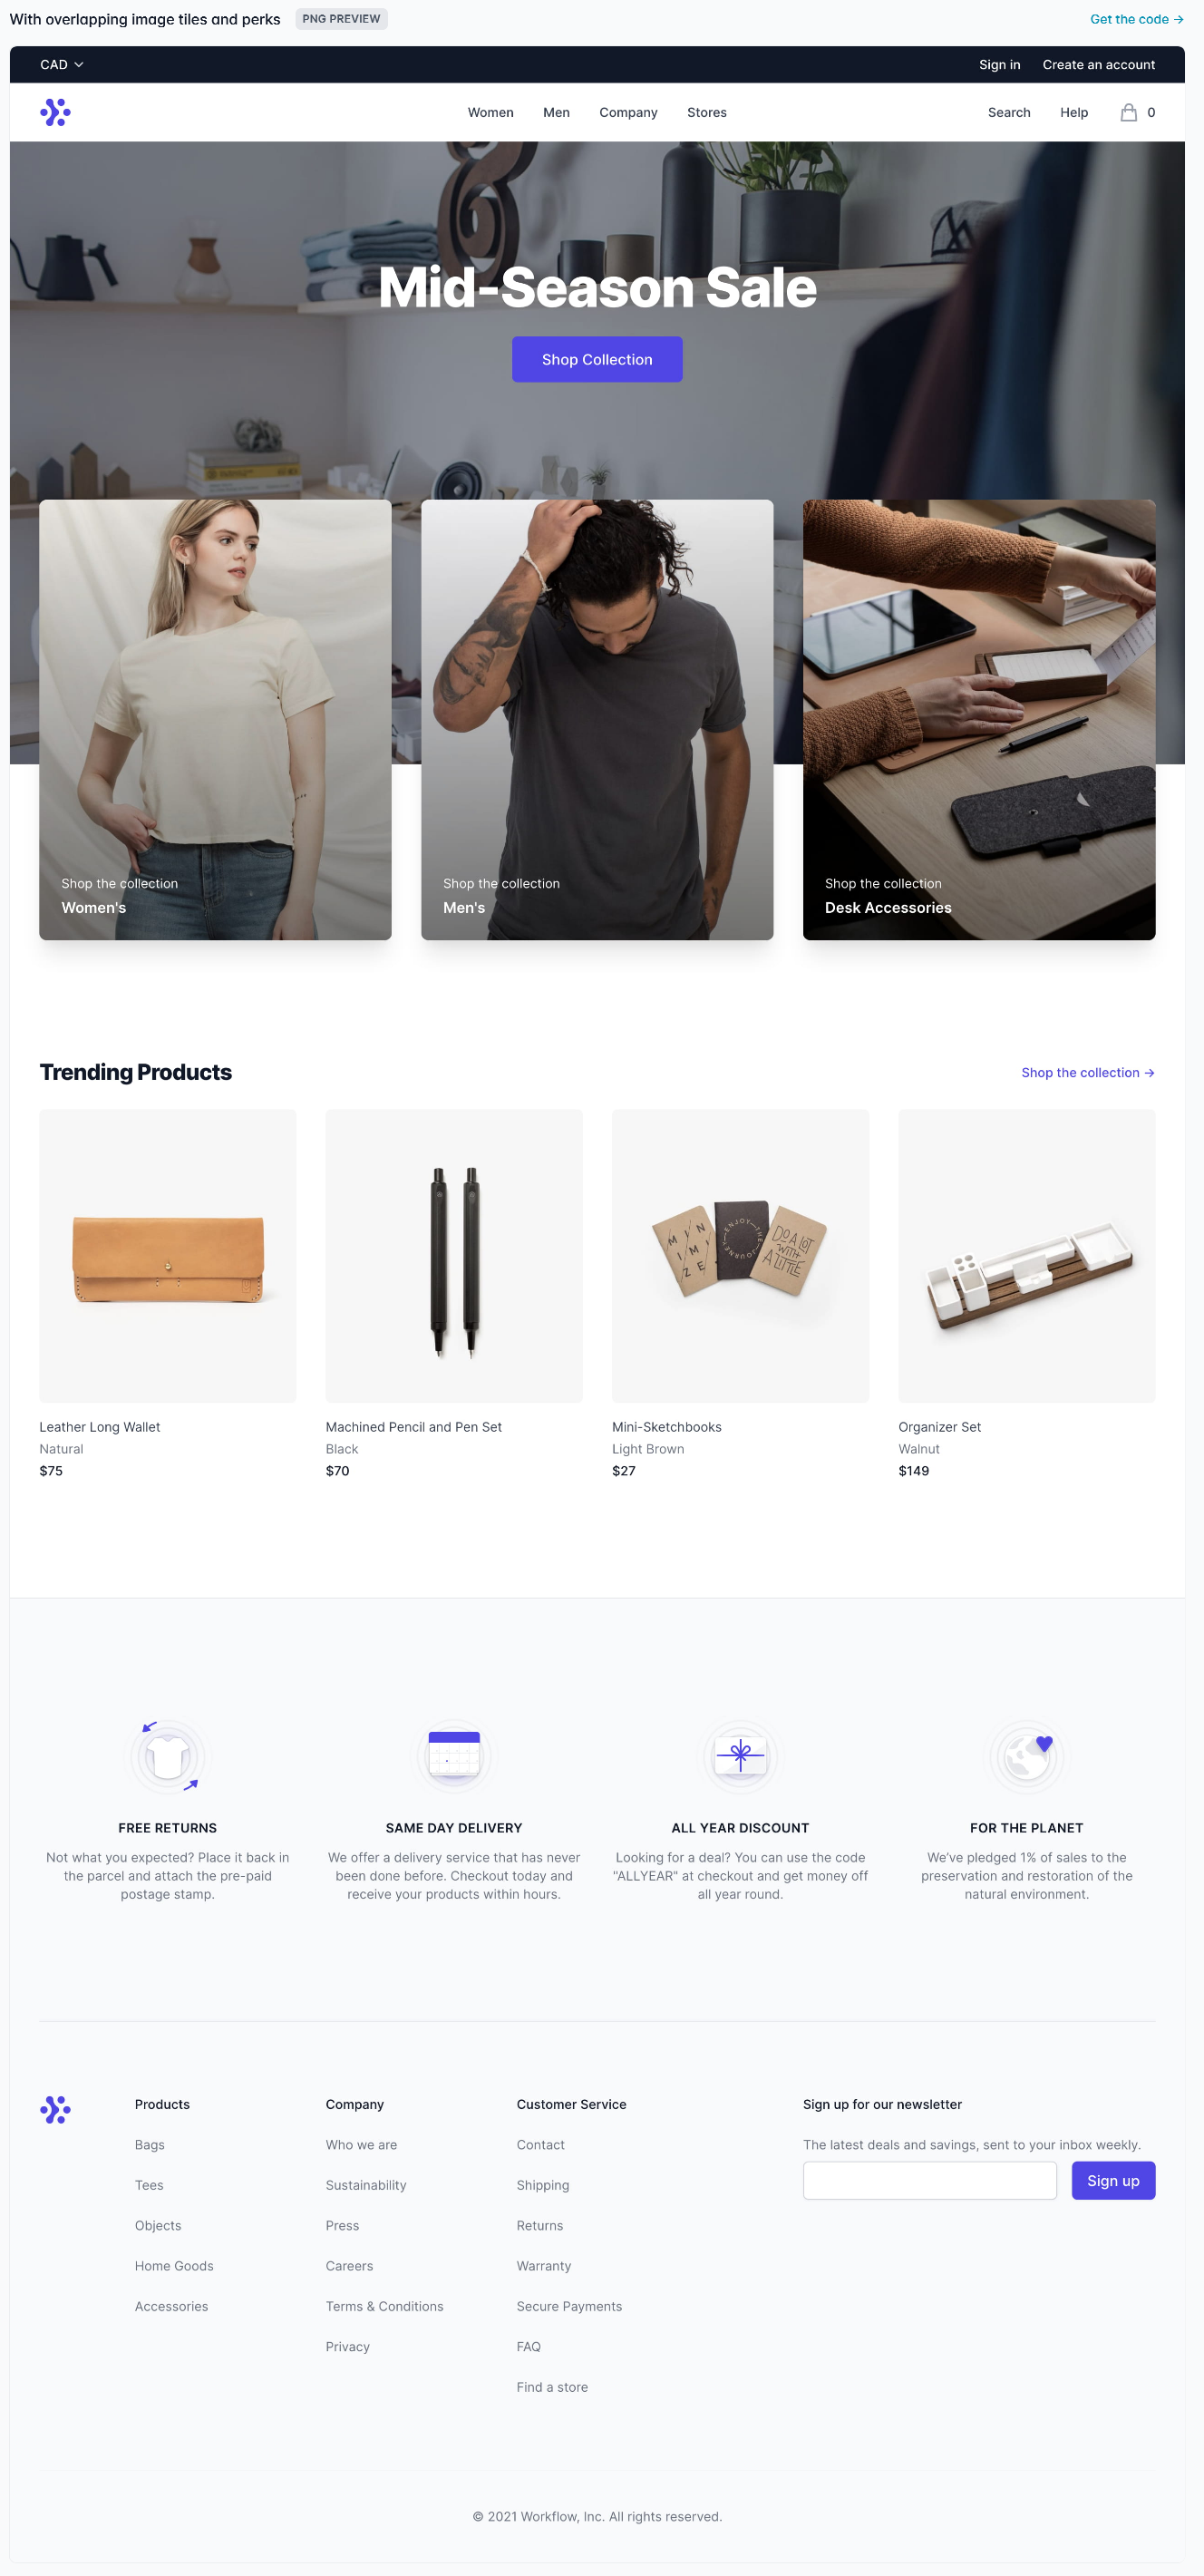 With overlapping image tiles and perks
PNG PREVIEW
Get the code →
CAD
Sign in
Create an account
Women
Men
Company
Stores
Search
Help
0
Mid-Season Sale
Shop Collection
Shop the collection
Women's
Shop the collection
Men's
Shop the collection
Desk Accessories
Trending Products
Shop the collection →
MINIMIZE
ENJOY THE JOURNEY
DO A LOT
WITH
A LITTLE
Leather Long Wallet
Natural
$75
Machined Pencil and Pen Set
Black
$70
Mini-Sketchbooks
Light Brown
$27
Organizer Set
Walnut
$149
FREE RETURNS
Not what you expected? Place it back in
the parcel and attach the pre-paid
postage stamp.
SAME DAY DELIVERY
We offer a delivery service that has never
been done before. Checkout today and
receive your products within hours.
ALL YEAR DISCOUNT
Looking for a deal? You can use the code
"ALLYEAR" at checkout and get money off
all year round.
FOR THE PLANET
We’ve pledged 1% of sales to the
preservation and restoration of the
natural environment.
Products
Bags
Tees
Objects
Home Goods
Accessories
Company
Who we are
Sustainability
Press
Careers
Terms & Conditions
Privacy
Customer Service
Contact
Shipping
Returns
Warranty
Secure Payments
FAQ
Find a store
Sign up for our newsletter
The latest deals and savings, sent to your inbox weekly.
Sign up
© 2021 Workflow, Inc. All rights reserved.